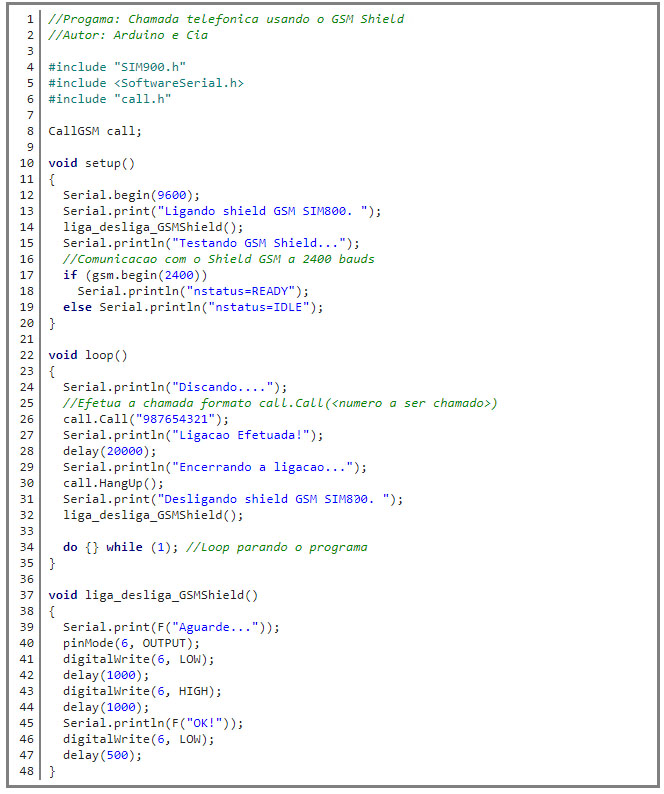 1 //Progama: Chamada telefonica usando o GSM Shield
2 //Autor: Arduino e Cia
3
4 #include "SIM900.h"
5 #include <SoftwareSerial.h>
6 #include "call.h"
7
8 CallGSM call;
9
10 void setup()
11 {
12   Serial.begin(9600);
13   Serial.print("Ligando shield GSM SIM800. ");
14   liga_desliga_GSMShield();
15   Serial.println("Testando GSM Shield...");
16   //Comunicacao com o Shield GSM a 2400 bauds
17   if (gsm.begin(2400))
18     Serial.println("nstatus=READY");
19   else Serial.println("nstatus=IDLE");
20 }
21
22 void loop()
23 {
24   Serial.println("Discando....");
25   //Efetua a chamada formato call.Call(<numero a ser chamado>)
26   call.Call("987654321");
27   Serial.println("Ligacao Efetuada!");
28   delay(20000);
29   Serial.println("Encerrando a ligacao...");
30   call.HangUp();
31   Serial.print("Desligando shield GSM SIM800. ");
32   liga_desliga_GSMShield();
33
34   do {} while (1); //Loop parando o programa
35 }
36
37 void liga_desliga_GSMShield()
38 {
39   Serial.print(F("Aguarde..."));
40   pinMode(6, OUTPUT);
41   digitalWrite(6, LOW);
42   delay(1000);
43   digitalWrite(6, HIGH);
44   delay(1000);
45   Serial.println(F("OK!"));
46   digitalWrite(6, LOW);
47   delay(500);
48 }